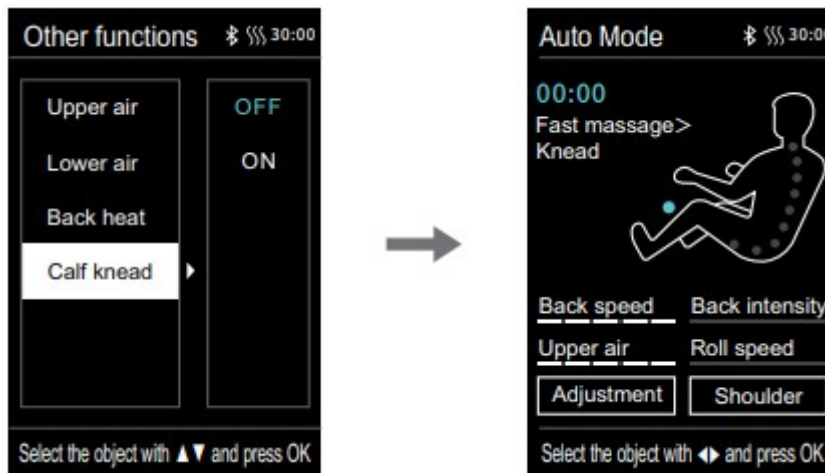 Other functions 30:00
Upper air OFF
Lower air ON
Back heat
Calf knead
Select the object with ▲▼ and press OK
Auto Mode 30:00
00:00
Fast massage>
Knead
Back speed Back intensity
Upper air Roll speed
Adjustment Shoulder
Select the object with ◀▶ and press OK